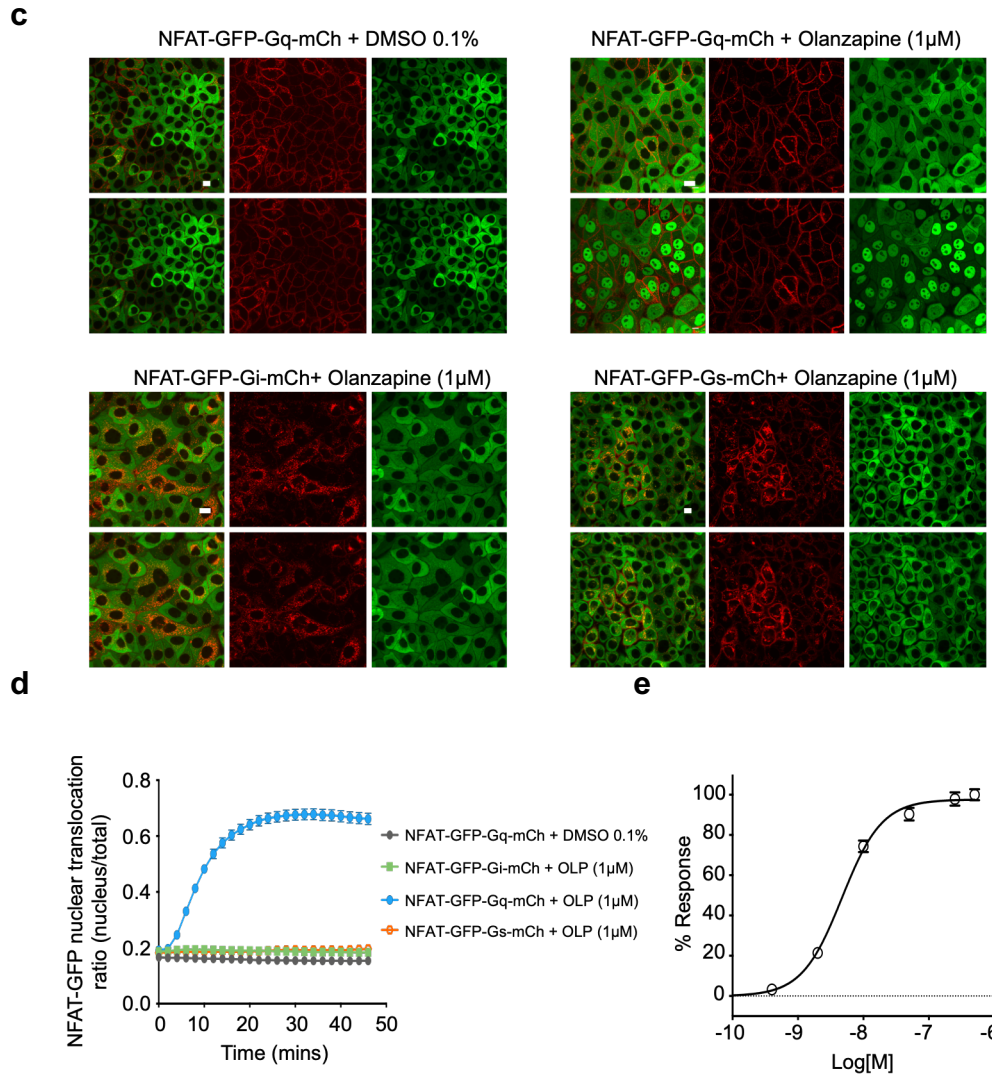 c
NFAT-GFP-Gq-mCh + DMSO 0.1%
NFAT-GFP-Gq-mCh + Olanzapine (1µM)
NFAT-GFP-Gi-mCh+ Olanzapine (1µM)
NFAT-GFP-Gs-mCh+ Olanzapine (1µM)
d
NFAT-GFP nuclear translocation
ratio (nucleus/total)
0.8
0.6
0.4
0.2
0.0
0
10
20
30
40
50
Time (mins)
NFAT-GFP-Gq-mCh + DMSO 0.1%
NFAT-GFP-Gi-mCh + OLP (1µM)
NFAT-GFP-Gq-mCh + OLP (1µM)
NFAT-GFP-Gs-mCh + OLP (1µM)
e
% Response
100
80
60
40
20
0
-10
-9
-8
-7
-6
Log[M]